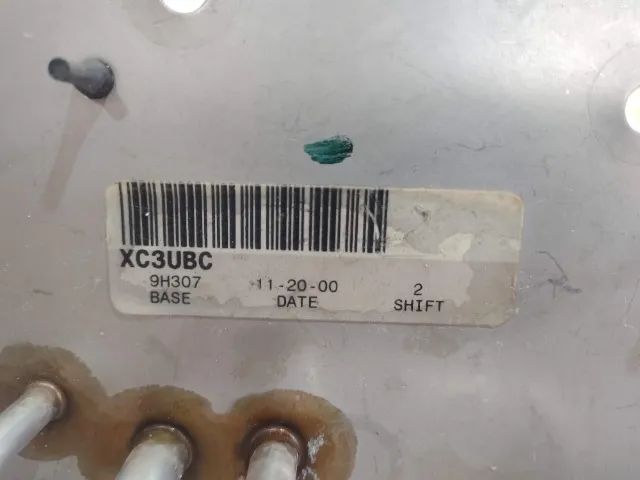 XC3UBC
9H307 11-20-00 2
BASE DATE SHIFT